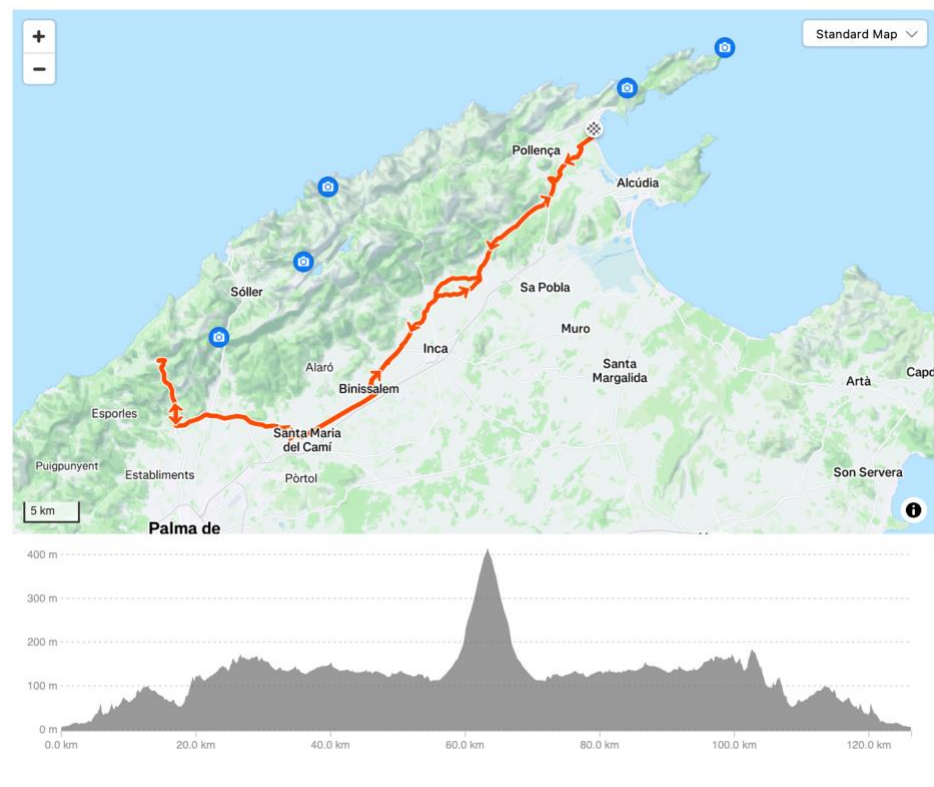 +
Standard Map
−
Pollença
Alcúdia
Sóller
Sa Pobla
Muro
Inca
Alaró
Santa
Margalida
Capd
Artà
Binissalem
Esporles
Santa Maria
del Camí
Puigpunyent
Establiments
Pòrtol
Son Servera
5 km
i
Palma de
400 m
300 m
200 m
100 m
0 m
0.0 km 20.0 km 40.0 km 60.0 km 80.0 km 100.0 km 120.0 km